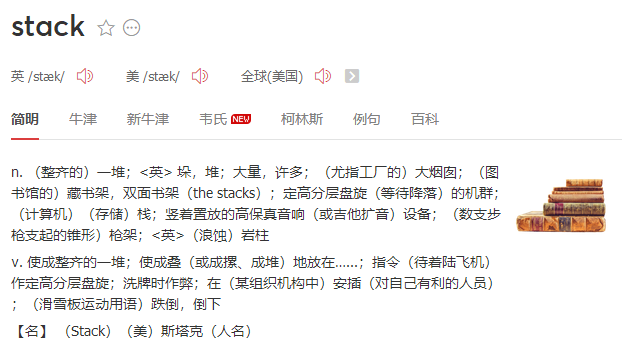 stack
英 /stæk/ 美 /stæk/ 全球(美国)
简明 牛津 新牛津 韦氏 NEW 柯林斯 例句 百科
n. （整齐的）一堆；<英> 垛，堆；大量，许多；（尤指工厂的）大烟囱；（图
书馆的）藏书架，双面书架（the stacks）；定高分层盘旋（等待降落）的机群；
（计算机）（存储）栈；竖着置放的高保真音响（或吉他扩音）设备；（数支步
枪支起的锥形）枪架；<英>（浪蚀）岩柱
v. 使成整齐的一堆；使成叠（或成摞、成堆）地放在……；指令（待着陆飞机）
作定高分层盘旋；洗牌时作弊；在（某组织机构中）安插（对自己有利的人员）
；（滑雪板运动用语）跌倒，倒下
【名】 （Stack）（美）斯塔克（人名）